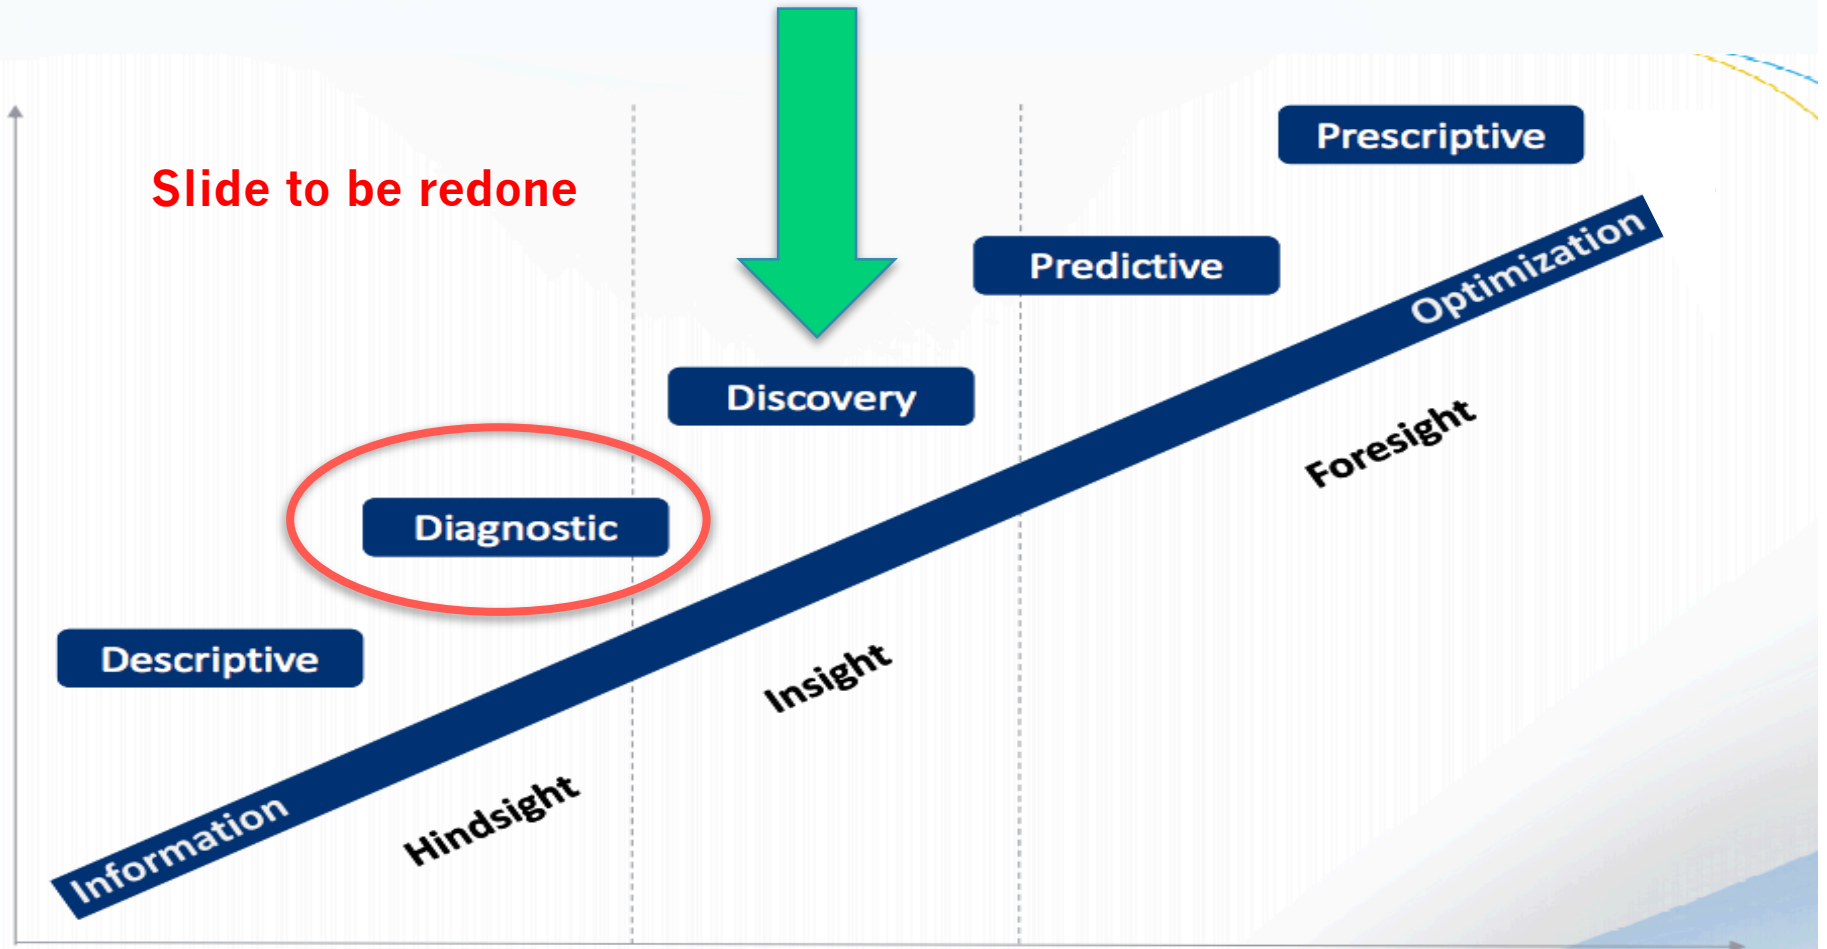 Prescriptive
Slide to be redone
Predictive
Optimization
Discovery
Foresight
Diagnostic
Descriptive
Insight
Information
Hindsight